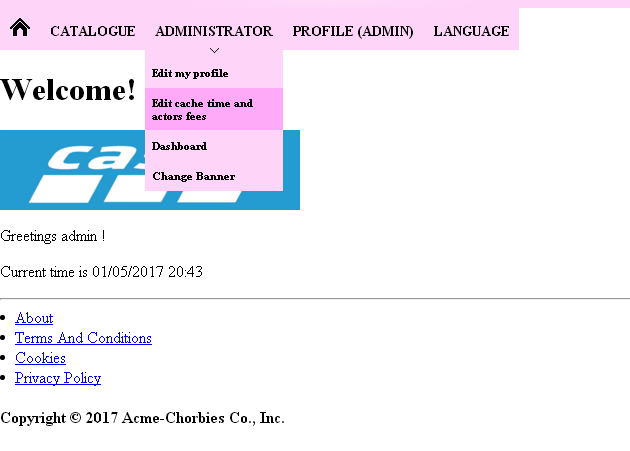 CATALOGUE ADMINISTRATOR PROFILE (ADMIN) LANGUAGE
Edit my profile
Edit cache time and
actors fees
Dashboard
Change Banner
Welcome!
Greetings admin !
Current time is 01/05/2017 20:43
About
Terms And Conditions
Cookies
Privacy Policy
Copyright © 2017 Acme-Chorbies Co., Inc.